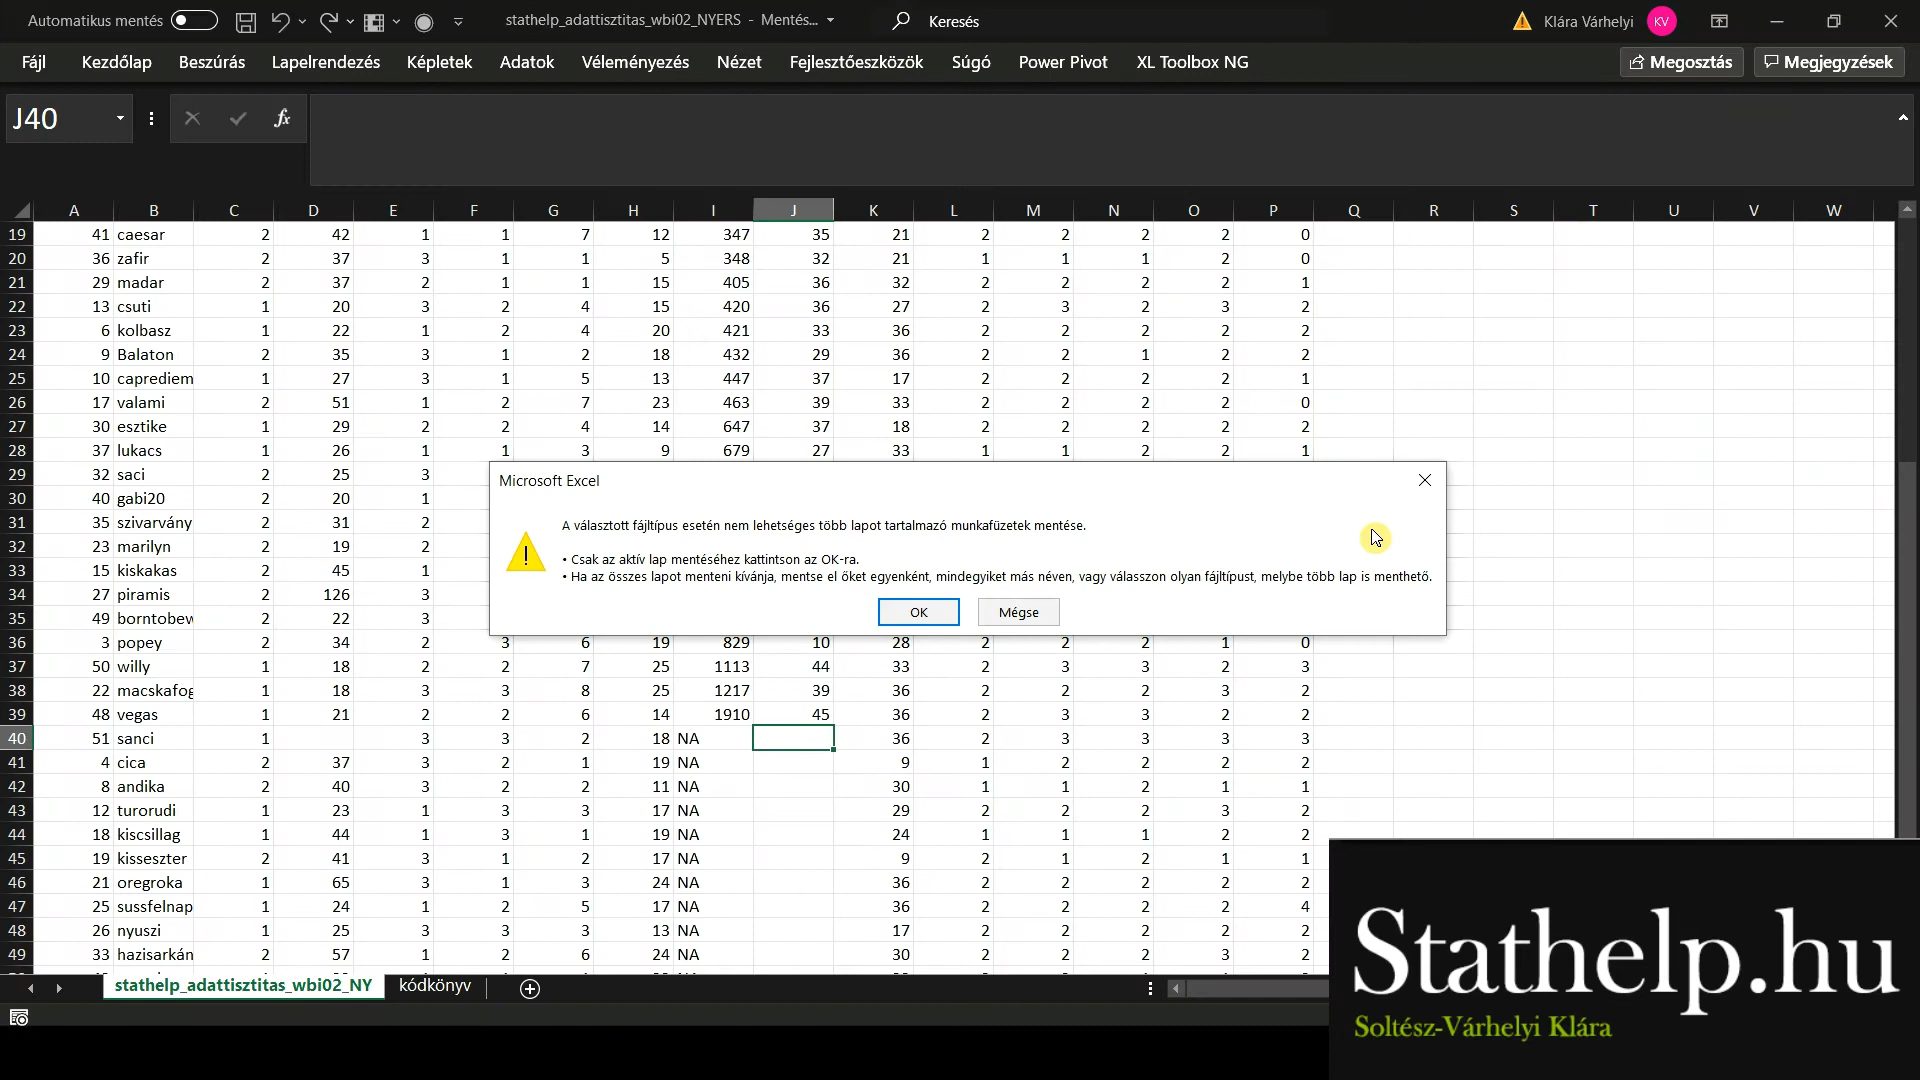 Automatikus mentés
stathelp_adattisztitas_wbi02_NYERS - Mentés...
Keresés
Klára Várhelyi KV
Fájl Kezdőlap Beszúrás Lapelrendezés Képletek Adatok Véleményezés Nézet Fejlesztőeszközök Súgó Power Pivot XL Toolbox NG Megosztás Megjegyzések
J40 fx
A B C D E F G H I J K L M N O P Q R S T U V W
19 41 caesar 2 42 1 1 7 12 347 35 21 2 2 2 2 0
20 36 zafir 2 37 3 1 1 5 348 32 21 1 1 1 2 0
21 29 madar 2 37 2 1 1 15 405 36 32 2 2 2 2 1
22 13 csuti 1 20 3 2 4 15 420 36 27 2 3 2 3 2
23 6 kolbasz 1 22 1 2 4 20 421 33 36 2 2 2 2 2
24 9 Balaton 2 35 3 1 2 18 432 29 36 2 2 1 2 2
25 10 caprediem 1 27 3 1 5 13 447 37 17 2 2 2 2 1
26 17 valami 2 51 1 2 7 23 463 39 33 2 2 2 2 0
27 30 esztike 1 29 2 2 4 14 647 37 18 2 2 2 2 2
28 37 lukacs 1 26 1 1 3 9 679 27 33 1 1 2 2 1
29 32 saci 2 25 3
30 40 gabi20 2 20 1
31 35 szivarvány 2 31 2
32 23 marilyn 2 19 2
33 15 kiskakas 2 45 1
34 27 piramis 2 126 3
35 49 borntobew 2 22 3
Microsoft Excel
A választott fájltípus esetén nem lehetséges több lapot tartalmazó munkafüzetek mentése.
• Csak az aktív lap mentéséhez kattintson az OK-ra.
• Ha az összes lapot menteni kívánja, mentse el őket egyenként, mindegyiket más néven, vagy válasszon olyan fájltípust, melybe több lap is menthető.
OK Mégse
36 3 popey 2 34 2 3 6 19 829 10 28 2 2 2 1 0
37 50 willy 1 18 2 2 7 25 1113 44 33 2 3 3 2 3
38 22 macskafog 1 18 3 3 8 25 1217 39 36 2 2 2 3 2
39 48 vegas 1 21 2 2 6 14 1910 45 36 2 3 3 2 2
40 51 sanci 1 3 3 2 18 NA 36 2 3 3 3 3
41 4 cica 2 37 3 2 1 19 NA 9 1 2 2 2 2
42 8 andika 2 40 3 2 2 11 NA 30 1 1 2 1 1
43 12 turorudi 1 23 1 3 3 17 NA 29 2 2 2 3 2
44 18 kiscsillag 1 44 1 3 1 19 NA 24 1 1 1 2 2
45 19 kisseszter 2 41 3 1 2 17 NA 9 2 1 2 1 1
46 21 oregroka 1 65 3 1 3 24 NA 36 2 2 2 2 2
47 25 sussfelnap 1 24 1 2 5 17 NA 36 2 2 2 2 4
48 26 nyuszi 1 25 3 3 3 13 NA 17 2 2 2 2 2
49 33 hazisarkán 2 57 1 2 6 24 NA 30 2 2 2 3 2
stathelp_adattisztitas_wbi02_NY kódkönyv
Stathelp.hu
Soltész-Várhelyi Klára